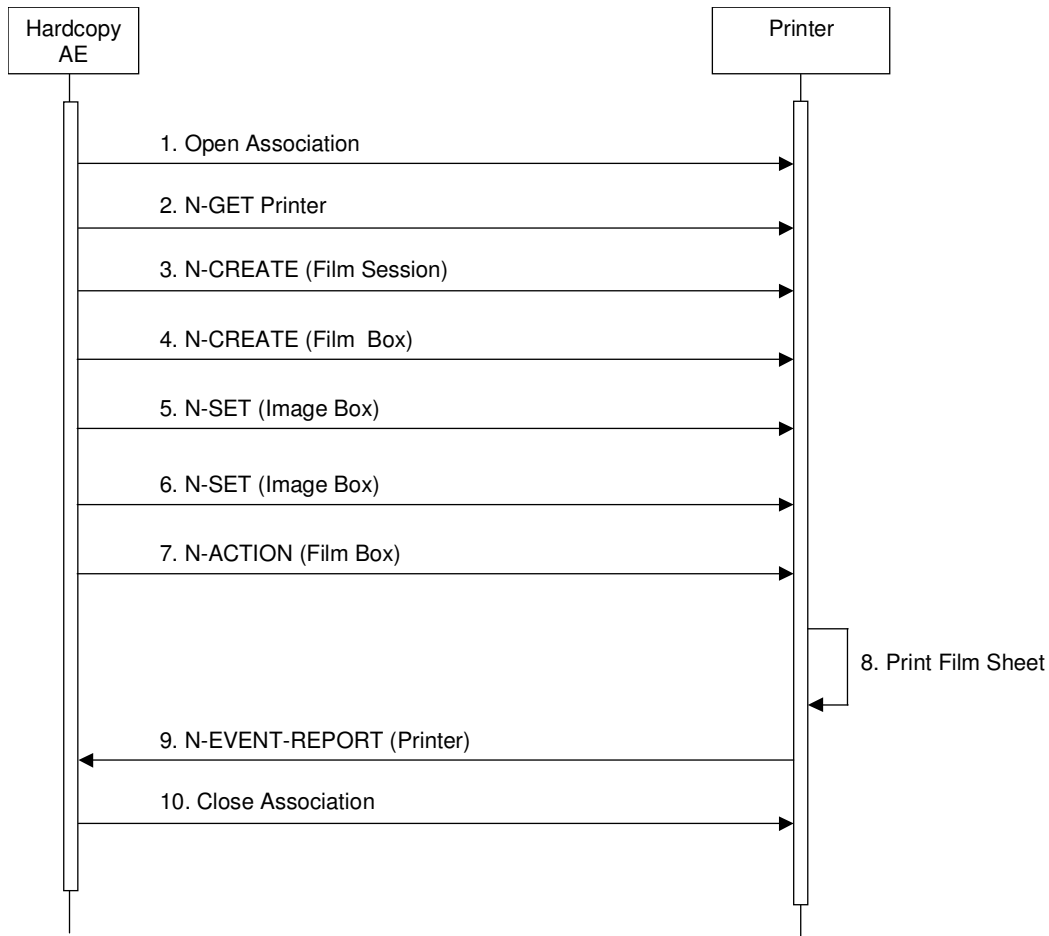 Hardcopy
AE
Printer
1. Open Association
2. N-GET Printer
3. N-CREATE (Film Session)
4. N-CREATE (Film  Box)
5. N-SET (Image Box)
6. N-SET (Image Box)
7. N-ACTION (Film Box)
8. Print Film Sheet
9. N-EVENT-REPORT (Printer)
10. Close Association